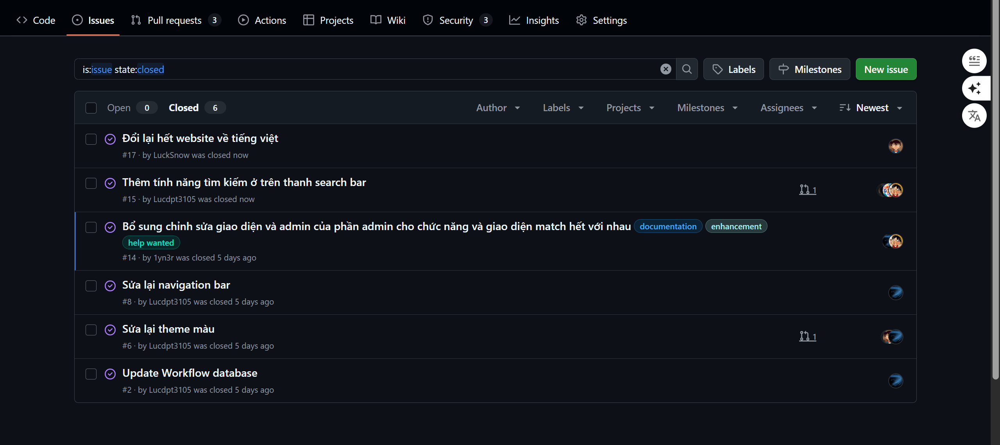 Code Issues Pull requests 3 Actions Projects Wiki Security 3 Insights Settings
is:issue state:closed Labels Milestones New issue
Open 0 Closed 6 Author Labels Projects Milestones Assignees Newest
Đổi lại hết website về tiếng việt
#17 · by LuckSnow was closed now
Thêm tính năng tìm kiếm ở trên thanh search bar
1
#15 · by Lucdpt3105 was closed now
Bổ sung chỉnh sửa giao diện và admin của phần admin cho chức năng và giao diện match hết với nhau documentation enhancement
help wanted
#14 · by 1yn3r was closed 5 days ago
Sửa lại navigation bar
#8 · by Lucdpt3105 was closed 5 days ago
Sửa lại theme màu
1
#6 · by Lucdpt3105 was closed 5 days ago
Update Workflow database
#2 · by Lucdpt3105 was closed 5 days ago